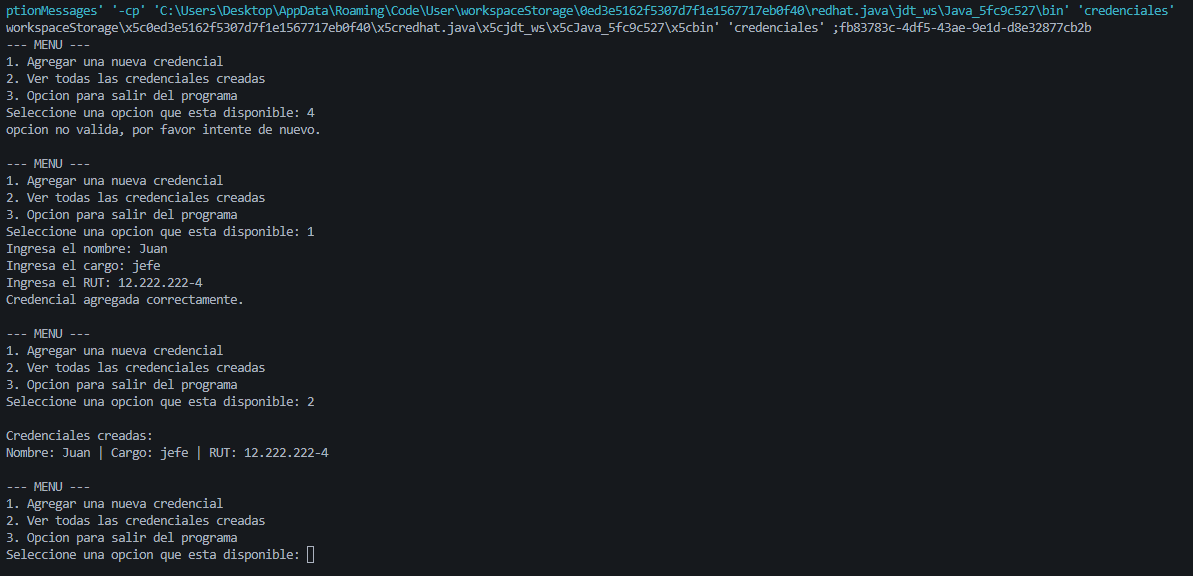 ptionMessages' '-cp' 'C:\Users\Desktop\AppData\Roaming\Code\User\workspaceStorage\0ed3e5162f5307d7f1e1567717eb0f40\redhat.java\jdt_ws\Java_5fc9c527\bin' 'credenciales'
workspaceStorage\x5c0ed3e5162f5307d7f1e1567717eb0f40\x5credhat.java\x5cjdt_ws\x5cJava_5fc9c527\x5cbin' 'credenciales' ;fb83783c-4df5-43ae-9e1d-d8e32877cb2b
--- MENU ---
1. Agregar una nueva credencial
2. Ver todas las credenciales creadas
3. Opcion para salir del programa
Seleccione una opcion que esta disponible: 4
opcion no valida, por favor intente de nuevo.
--- MENU ---
1. Agregar una nueva credencial
2. Ver todas las credenciales creadas
3. Opcion para salir del programa
Seleccione una opcion que esta disponible: 1
Ingresa el nombre: Juan
Ingresa el cargo: jefe
Ingresa el RUT: 12.222.222-4
Credencial agregada correctamente.
--- MENU ---
1. Agregar una nueva credencial
2. Ver todas las credenciales creadas
3. Opcion para salir del programa
Seleccione una opcion que esta disponible: 2
Credenciales creadas:
Nombre: Juan | Cargo: jefe | RUT: 12.222.222-4
--- MENU ---
1. Agregar una nueva credencial
2. Ver todas las credenciales creadas
3. Opcion para salir del programa
Seleccione una opcion que esta disponible: